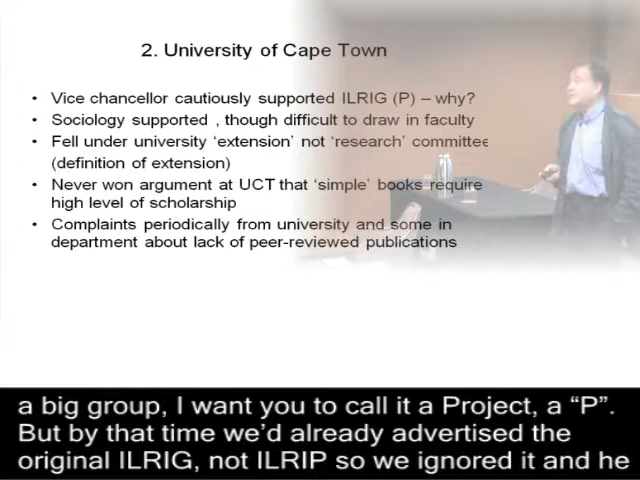 2. University of Cape Town
• Vice chancellor cautiously supported ILRIG (P) – why?
• Sociology supported , though difficult to draw in faculty
• Fell under university ‘extension’ not ‘research’ committee
(definition of extension)
• Never won argument at UCT that ‘simple’ books require
high level of scholarship
• Complaints periodically from university and some in
department about lack of peer-reviewed publications
a big group, I want you to call it a Project, a “P”.
But by that time we’d already advertised the
original ILRIG, not ILRIP so we ignored it and he